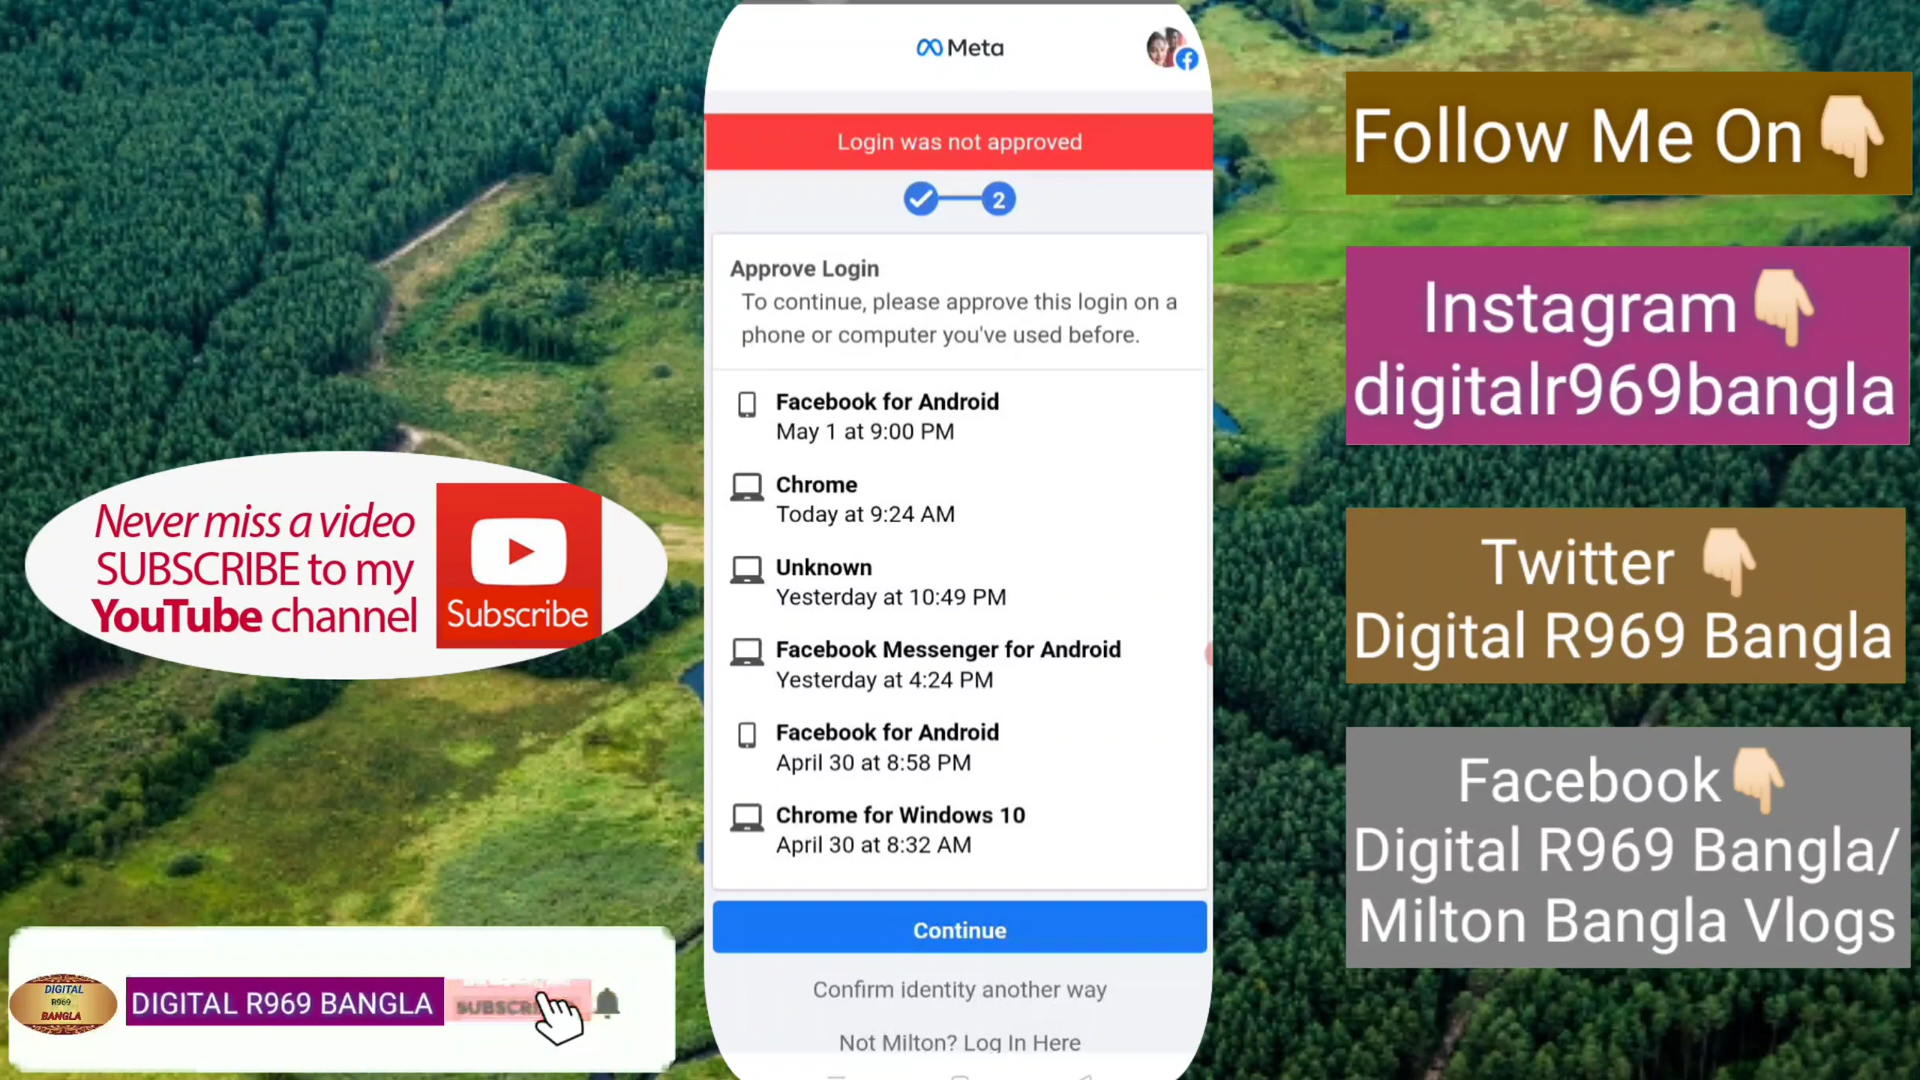 Meta
Login was not approved
2
Approve Login
To continue, please approve this login on a
phone or computer you've used before.
Facebook for Android
May 1 at 9:00 PM
Chrome
Today at 9:24 AM
Unknown
Yesterday at 10:49 PM
Facebook Messenger for Android
Yesterday at 4:24 PM
Facebook for Android
April 30 at 8:58 PM
Chrome for Windows 10
April 30 at 8:32 AM
Continue
Confirm identity another way
Not Milton? Log In Here
Never miss a video
SUBSCRIBE to my
YouTube channel
Subscribe
DIGITAL
R969
BANGLA
DIGITAL R969 BANGLA
Follow Me On👇🏻
Instagram👇🏻
digitalr969bangla
Twitter 👇🏻
Digital R969 Bangla
Facebook👇🏻
Digital R969 Bangla/
Milton Bangla Vlogs